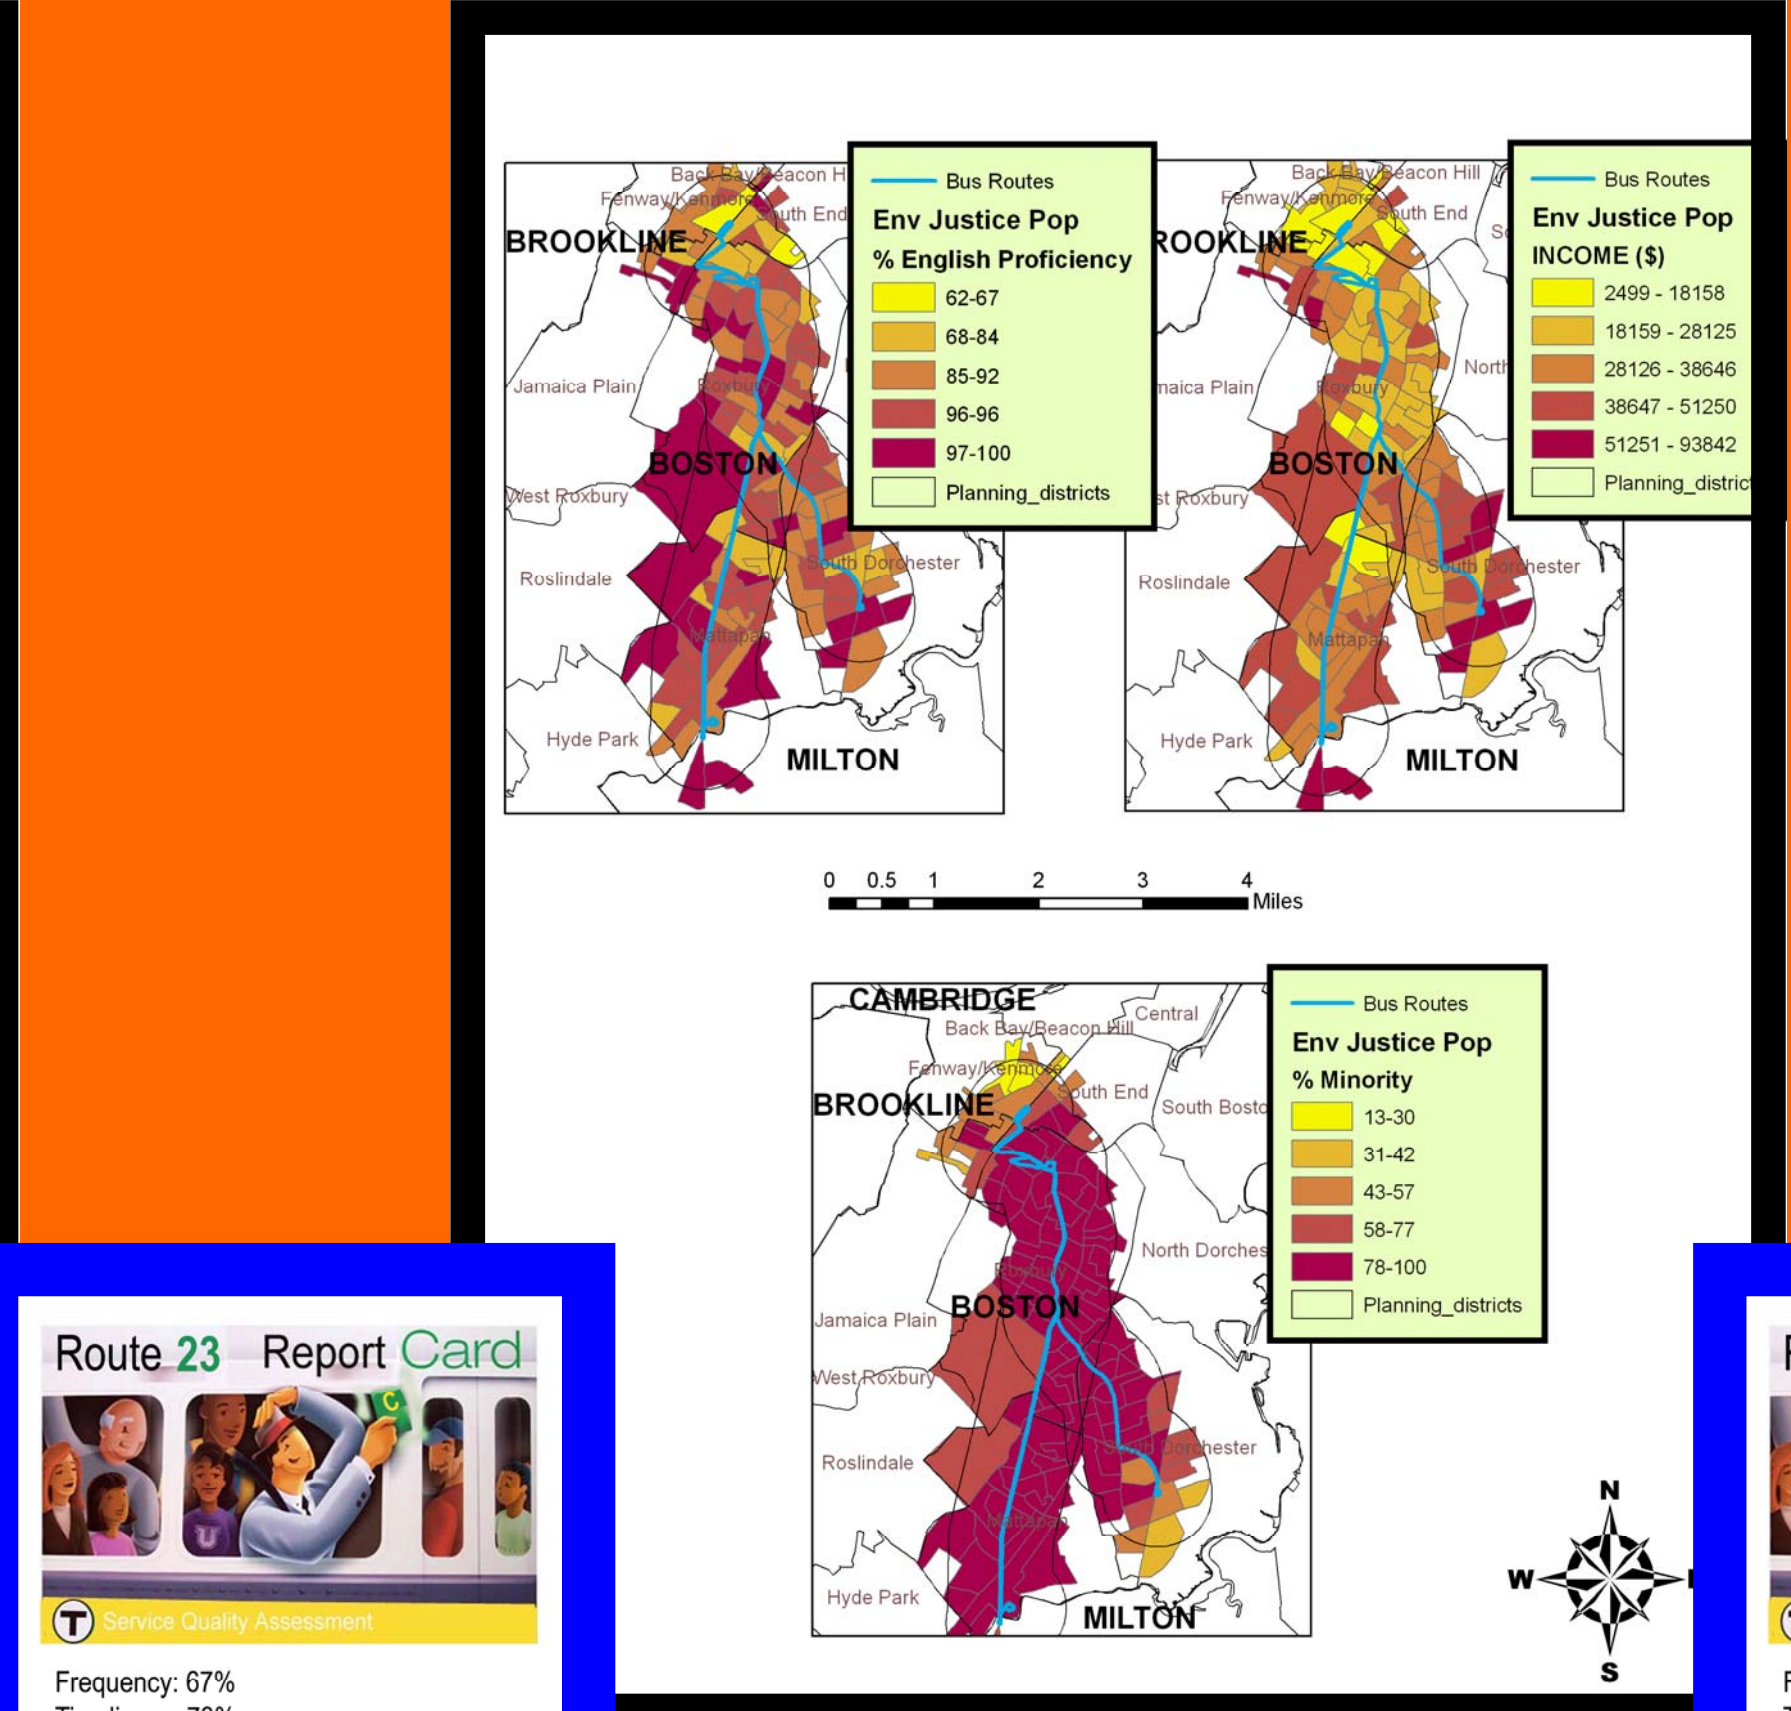 Back Bay/Beacon H
Fenway/Kenmore
South End
BROOKLINE
Jamaica Plain
Roxbury
BOSTON
West Roxbury
Roslindale
South Dorchester
Mattapan
Hyde Park
MILTON
Bus Routes
Env Justice Pop
% English Proficiency
62-67
68-84
85-92
96-96
97-100
Planning_districts
Back Bay/Beacon Hill
Fenway/Kenmore
South End
So
ROOKLINE
North
maica Plain
Roxbury
BOSTON
st Roxbury
Roslindale
South Dorchester
Mattapan
Hyde Park
MILTON
Bus Routes
Env Justice Pop
INCOME ($)
2499 - 18158
18159 - 28125
28126 - 38646
38647 - 51250
51251 - 93842
Planning_distric
0 0.5 1 2 3 4
Miles
CAMBRIDGE
Central
Back Bay/Beacon Hill
Fenway/Kenmore
South End
BROOKLINE
South Bosto
North Dorches
Roxbury
BOSTON
Jamaica Plain
West Roxbury
South Dorchester
Roslindale
Mattapan
Hyde Park
MILTON
Bus Routes
Env Justice Pop
% Minority
13-30
31-42
43-57
58-77
78-100
Planning_districts
N
W
S
Route 23 Report Card
C
U
T Service Quality Assessment
Frequency: 67%